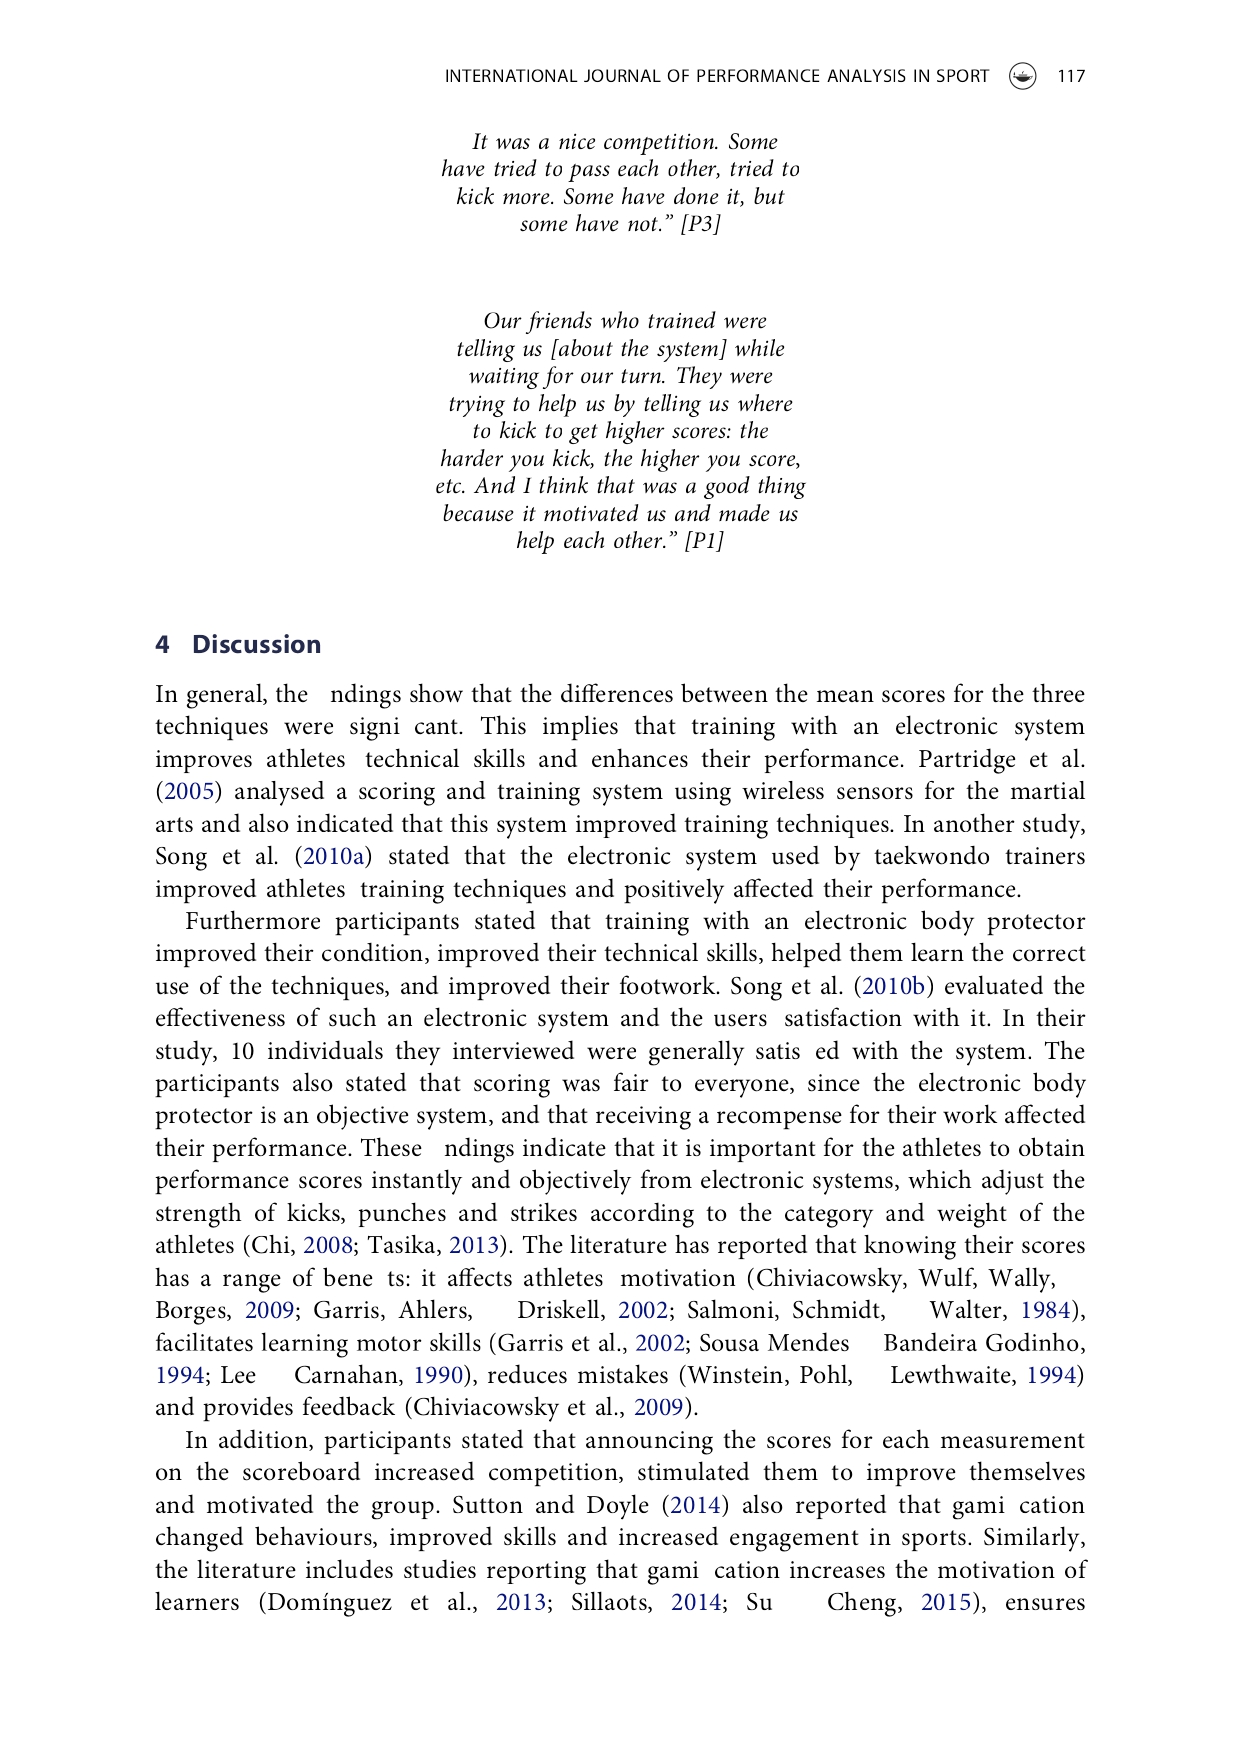 INTERNATIONAL JOURNAL OF PERFORMANCE ANALYSIS IN SPORT 117
It was a nice competition. Some
have tried to pass each other, tried to
kick more. Some have done it, but
some have not.” [P3]
Our friends who trained were
telling us [about the system] while
waiting for our turn. They were
trying to help us by telling us where
to kick to get higher scores: the
harder you kick, the higher you score,
etc. And I think that was a good thing
because it motivated us and made us
help each other.” [P1]
4 Discussion
In general, the ndings show that the differences between the mean scores for the three
techniques were signi cant. This implies that training with an electronic system
improves athletes technical skills and enhances their performance. Partridge et al.
(2005) analysed a scoring and training system using wireless sensors for the martial
arts and also indicated that this system improved training techniques. In another study,
Song et al. (2010a) stated that the electronic system used by taekwondo trainers
improved athletes training techniques and positively affected their performance.
Furthermore participants stated that training with an electronic body protector
improved their condition, improved their technical skills, helped them learn the correct
use of the techniques, and improved their footwork. Song et al. (2010b) evaluated the
effectiveness of such an electronic system and the users satisfaction with it. In their
study, 10 individuals they interviewed were generally satis ed with the system. The
participants also stated that scoring was fair to everyone, since the electronic body
protector is an objective system, and that receiving a recompense for their work affected
their performance. These ndings indicate that it is important for the athletes to obtain
performance scores instantly and objectively from electronic systems, which adjust the
strength of kicks, punches and strikes according to the category and weight of the
athletes (Chi, 2008; Tasika, 2013). The literature has reported that knowing their scores
has a range of bene ts: it affects athletes motivation (Chiviacowsky, Wulf, Wally,
Borges, 2009; Garris, Ahlers, Driskell, 2002; Salmoni, Schmidt, Walter, 1984),
facilitates learning motor skills (Garris et al., 2002; Sousa Mendes Bandeira Godinho,
1994; Lee Carnahan, 1990), reduces mistakes (Winstein, Pohl, Lewthwaite, 1994)
and provides feedback (Chiviacowsky et al., 2009).
In addition, participants stated that announcing the scores for each measurement
on the scoreboard increased competition, stimulated them to improve themselves
and motivated the group. Sutton and Doyle (2014) also reported that gami cation
changed behaviours, improved skills and increased engagement in sports. Similarly,
the literature includes studies reporting that gami cation increases the motivation of
learners (Domínguez et al., 2013; Sillaots, 2014; Su Cheng, 2015), ensures